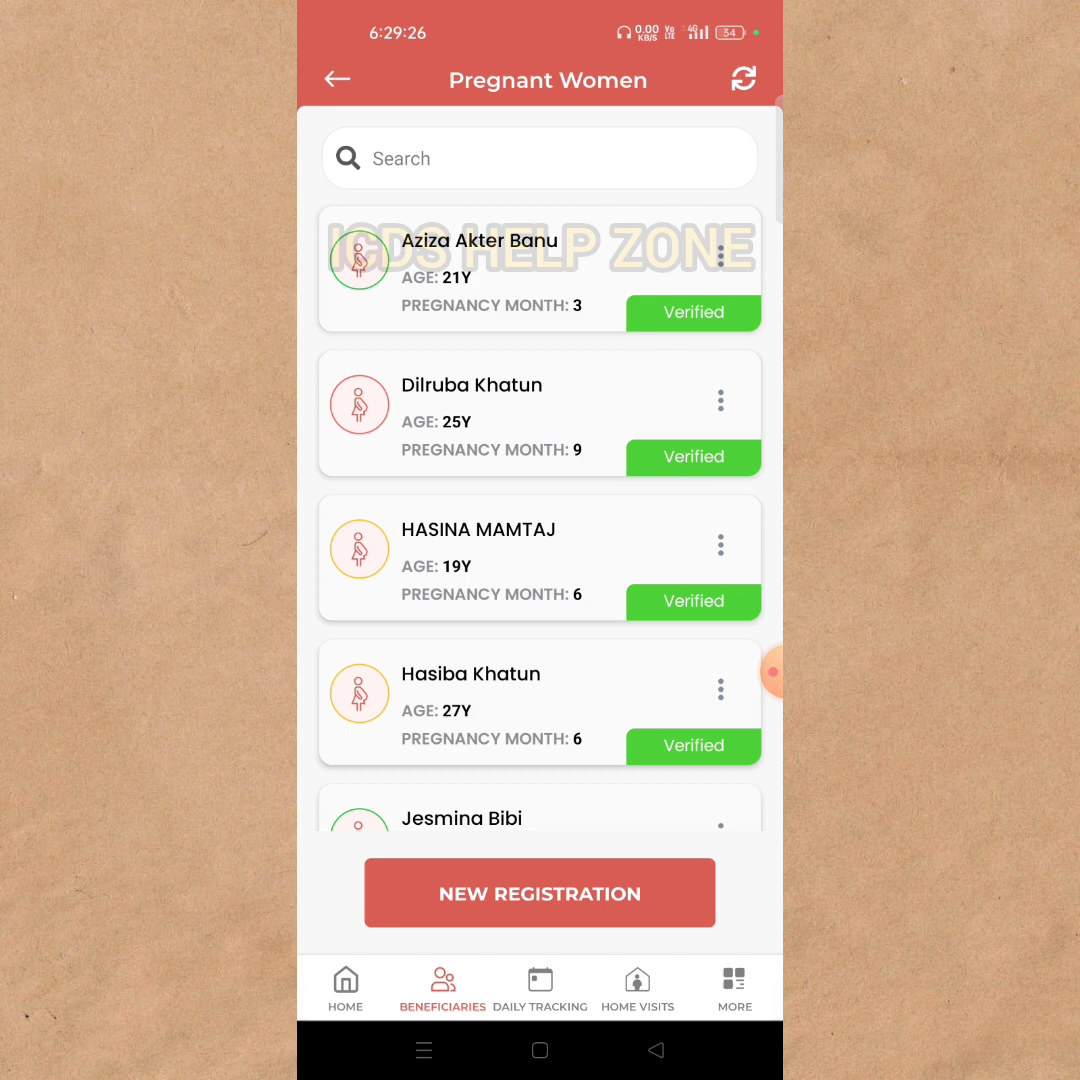 6:29:26
0.00 KB/S Vo LTE 4G 34
Pregnant Women
Search
ICDS HELP ZONE
Aziza Akter Banu
AGE: 21Y
PREGNANCY MONTH: 3
Verified
Dilruba Khatun
AGE: 25Y
PREGNANCY MONTH: 9
Verified
HASINA MAMTAJ
AGE: 19Y
PREGNANCY MONTH: 6
Verified
Hasiba Khatun
AGE: 27Y
PREGNANCY MONTH: 6
Verified
Jesmina Bibi
NEW REGISTRATION
HOME BENEFICIARIES DAILY TRACKING HOME VISITS MORE